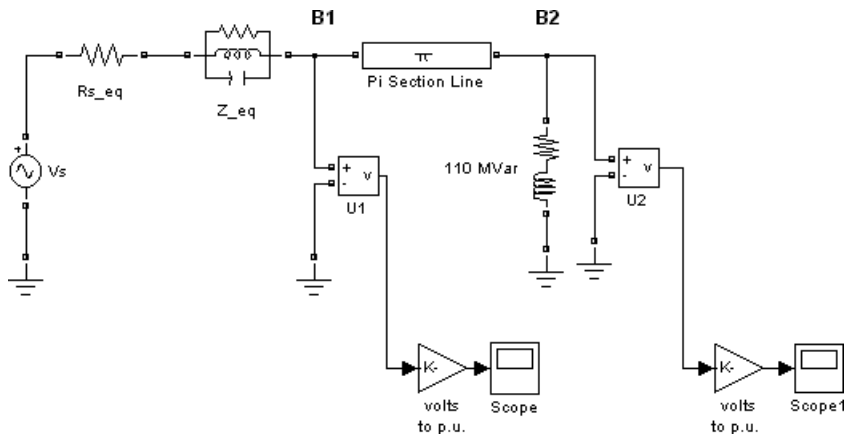 B1
B2
Rs_eq
Z_eq
π
Pi Section Line
+
Vs
+
-
v
U1
110 MVar
+
-
v
U2
K-
volts
to p.u.
Scope
K-
volts
to p.u.
Scope1